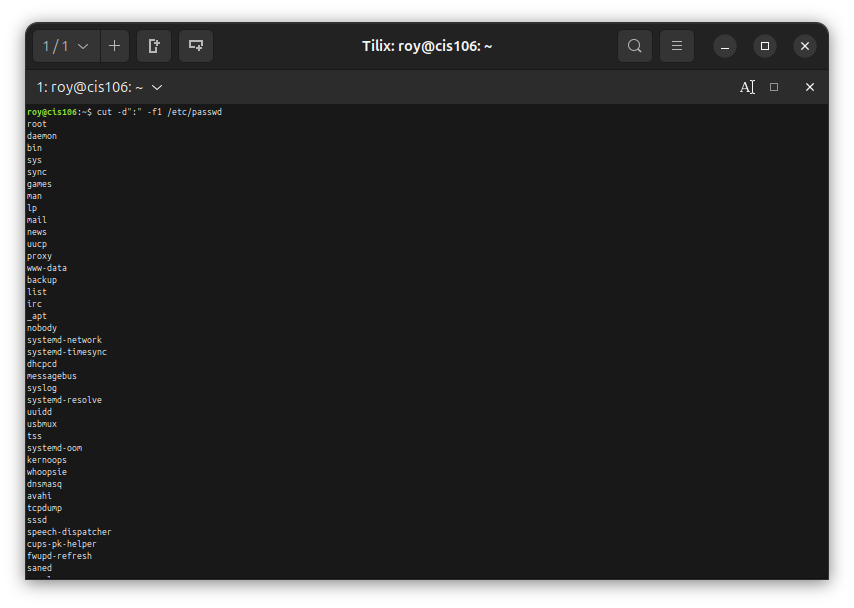 1 / 1
Tilix: roy@cis106: ~
1: roy@cis106: ~
roy@cis106:~$ cut -d":" -f1 /etc/passwd
root
daemon
bin
sys
sync
games
man
lp
mail
news
uucp
proxy
www-data
backup
list
irc
_apt
nobody
systemd-network
systemd-timesync
dhcpcd
messagebus
syslog
systemd-resolve
uuidd
usbmux
tss
systemd-oom
kernoops
whoopsie
dnsmasq
avahi
tcpdump
sssd
speech-dispatcher
cups-pk-helper
fwupd-refresh
saned